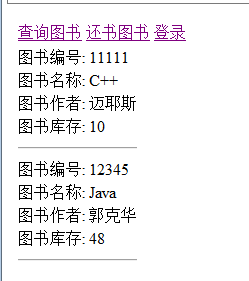 查询图书 还书图书 登录
图书编号: 11111
图书名称: C++
图书作者: 迈耶斯
图书库存: 10
图书编号: 12345
图书名称: Java
图书作者: 郭克华
图书库存: 48